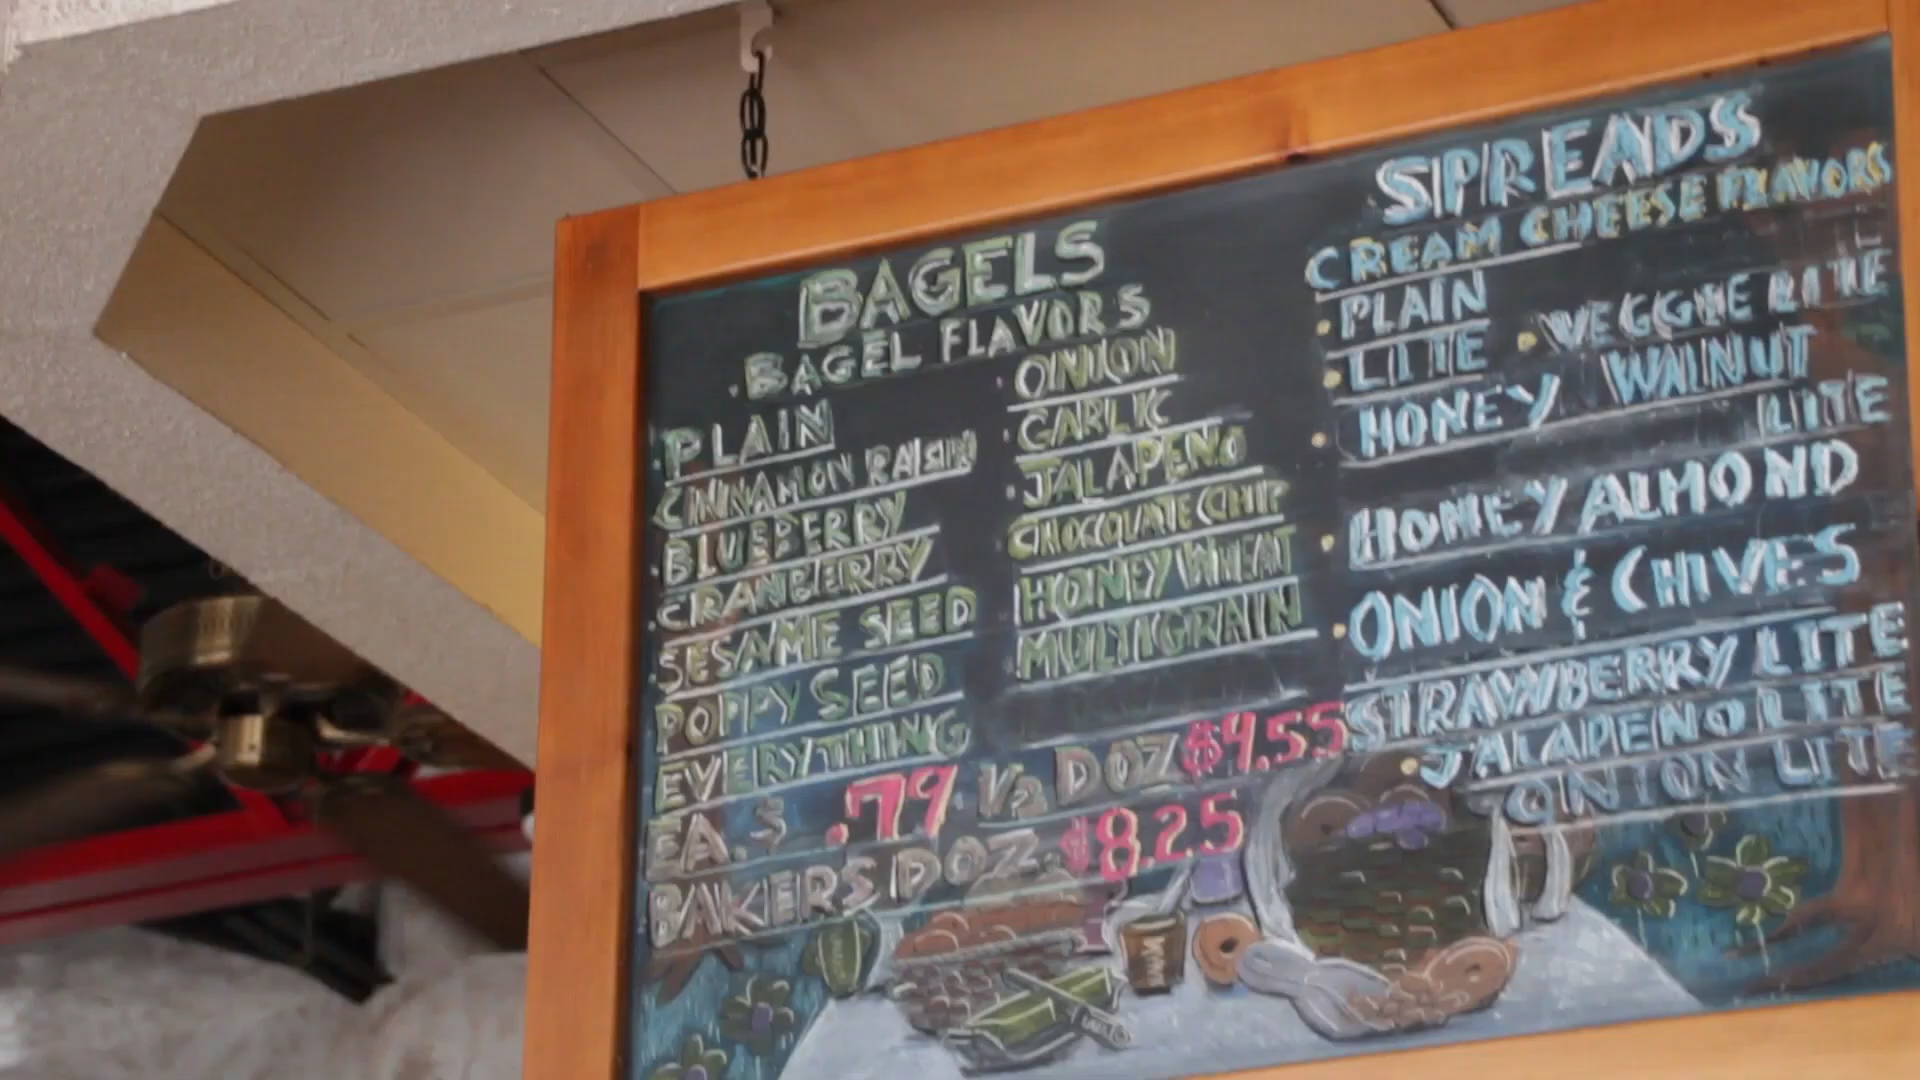 BAGELS
BAGEL FLAVORS
PLAIN
CINNAMON RAISIN
BLUEBERRY
CRANBERRY
SESAME SEED
POPPY SEED
EVERYTHING
ONION
GARLIC
JALAPENO
CHOCOLATE CHIP
HONEY WHEAT
MULTIGRAIN
EA. $ .79 1/2 DOZ $4.55
BAKERS DOZ. $8.25
SPREADS
CREAM CHEESE FLAVORS
PLAIN
LITE • VEGGIE LITE
HONEY WALNUT
LITE
HONEY ALMOND
ONION & CHIVES
STRAWBERRY LITE
JALAPENO LITE
ONION LITE